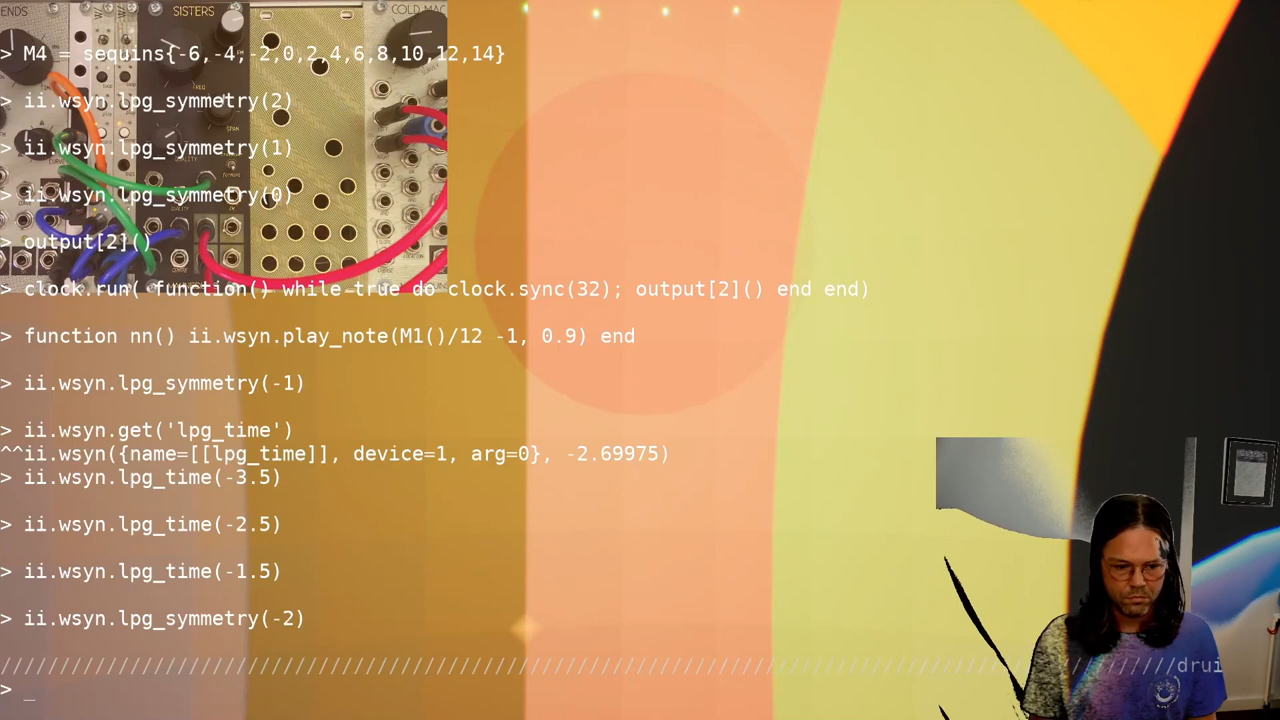 ENDS
SISTERS
COLD MAC
> M4 = sequins{-6,-4,-2,0,2,4,6,8,10,12,14}
> ii.wsyn.lpg_symmetry(2)
> ii.wsyn.lpg_symmetry(1)
> ii.wsyn.lpg_symmetry(0)
> output[2]()
> clock.run( function() while true do clock.sync(32); output[2]() end end)
> function nn() ii.wsyn.play_note(M1()/12 -1, 0.9) end
> ii.wsyn.lpg_symmetry(-1)
> ii.wsyn.get('lpg_time')
^^ii.wsyn({name=[[lpg_time]], device=1, arg=0}, -2.69975)
> ii.wsyn.lpg_time(-3.5)
> ii.wsyn.lpg_time(-2.5)
> ii.wsyn.lpg_time(-1.5)
> ii.wsyn.lpg_symmetry(-2)
////////////////////////////////////////////////////////////////////////////////////////////////////drui
> _